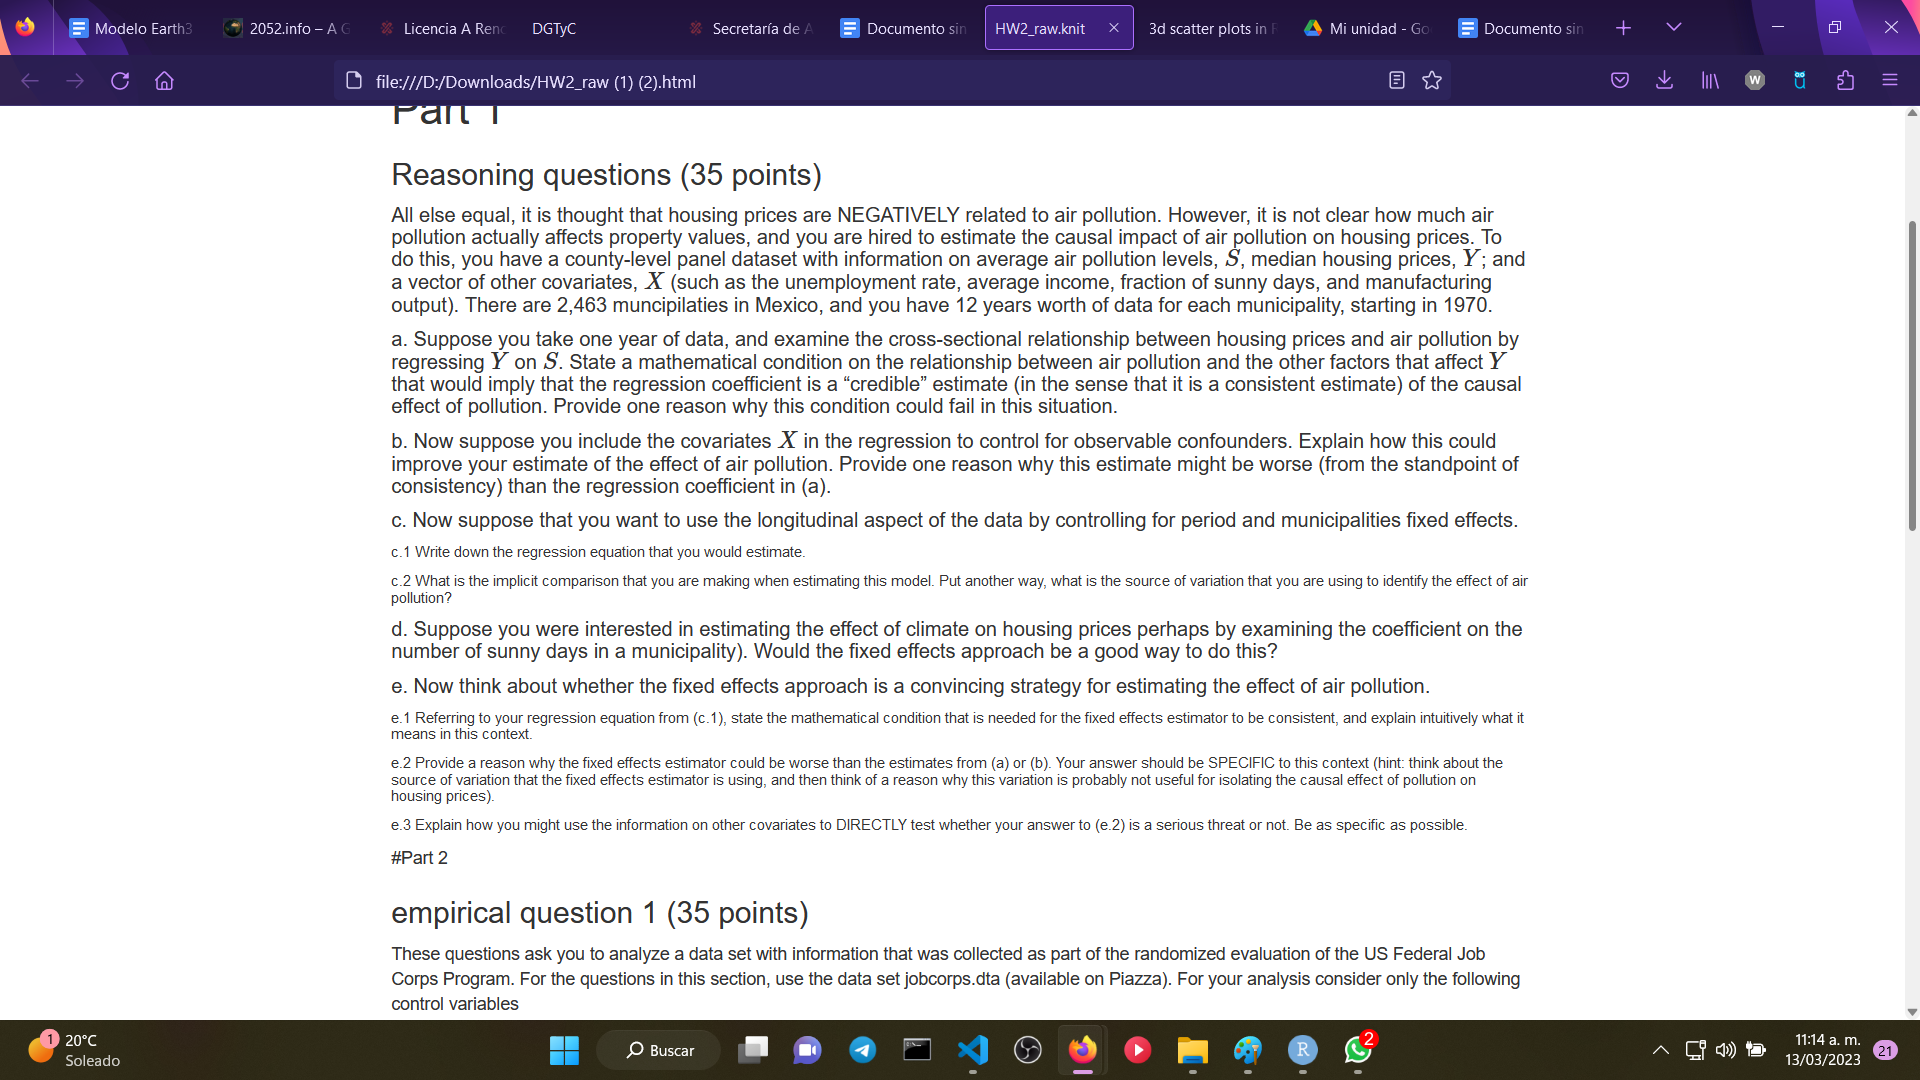 Modelo Earth3
2052.info – A G
Licencia A Reno
DGTyC
Secretaría de A
Documento sin
HW2_raw.knit
3d scatter plots in R
Mi unidad - Go
Documento sin
file:///D:/Downloads/HW2_raw (1) (2).html
Part 1
Reasoning questions (35 points)
All else equal, it is thought that housing prices are NEGATIVELY related to air pollution. However, it is not clear how much air
pollution actually affects property values, and you are hired to estimate the causal impact of air pollution on housing prices. To
do this, you have a county-level panel dataset with information on average air pollution levels, S, median housing prices, Y; and
a vector of other covariates, X (such as the unemployment rate, average income, fraction of sunny days, and manufacturing
output). There are 2,463 muncipilaties in Mexico, and you have 12 years worth of data for each municipality, starting in 1970.
a. Suppose you take one year of data, and examine the cross-sectional relationship between housing prices and air pollution by
regressing Y on S. State a mathematical condition on the relationship between air pollution and the other factors that affect Y
that would imply that the regression coefficient is a “credible” estimate (in the sense that it is a consistent estimate) of the causal
effect of pollution. Provide one reason why this condition could fail in this situation.
b. Now suppose you include the covariates X in the regression to control for observable confounders. Explain how this could
improve your estimate of the effect of air pollution. Provide one reason why this estimate might be worse (from the standpoint of
consistency) than the regression coefficient in (a).
c. Now suppose that you want to use the longitudinal aspect of the data by controlling for period and municipalities fixed effects.
c.1 Write down the regression equation that you would estimate.
c.2 What is the implicit comparison that you are making when estimating this model. Put another way, what is the source of variation that you are using to identify the effect of air
pollution?
d. Suppose you were interested in estimating the effect of climate on housing prices perhaps by examining the coefficient on the
number of sunny days in a municipality). Would the fixed effects approach be a good way to do this?
e. Now think about whether the fixed effects approach is a convincing strategy for estimating the effect of air pollution.
e.1 Referring to your regression equation from (c.1), state the mathematical condition that is needed for the fixed effects estimator to be consistent, and explain intuitively what it
means in this context.
e.2 Provide a reason why the fixed effects estimator could be worse than the estimates from (a) or (b). Your answer should be SPECIFIC to this context (hint: think about the
source of variation that the fixed effects estimator is using, and then think of a reason why this variation is probably not useful for isolating the causal effect of pollution on
housing prices).
e.3 Explain how you might use the information on other covariates to DIRECTLY test whether your answer to (e.2) is a serious threat or not. Be as specific as possible.
#Part 2
empirical question 1 (35 points)
These questions ask you to analyze a data set with information that was collected as part of the randomized evaluation of the US Federal Job
Corps Program. For the questions in this section, use the data set jobcorps.dta (available on Piazza). For your analysis consider only the following
control variables
1
20°C
Soleado
Buscar
R
2
11:14 a. m.
13/03/2023
21